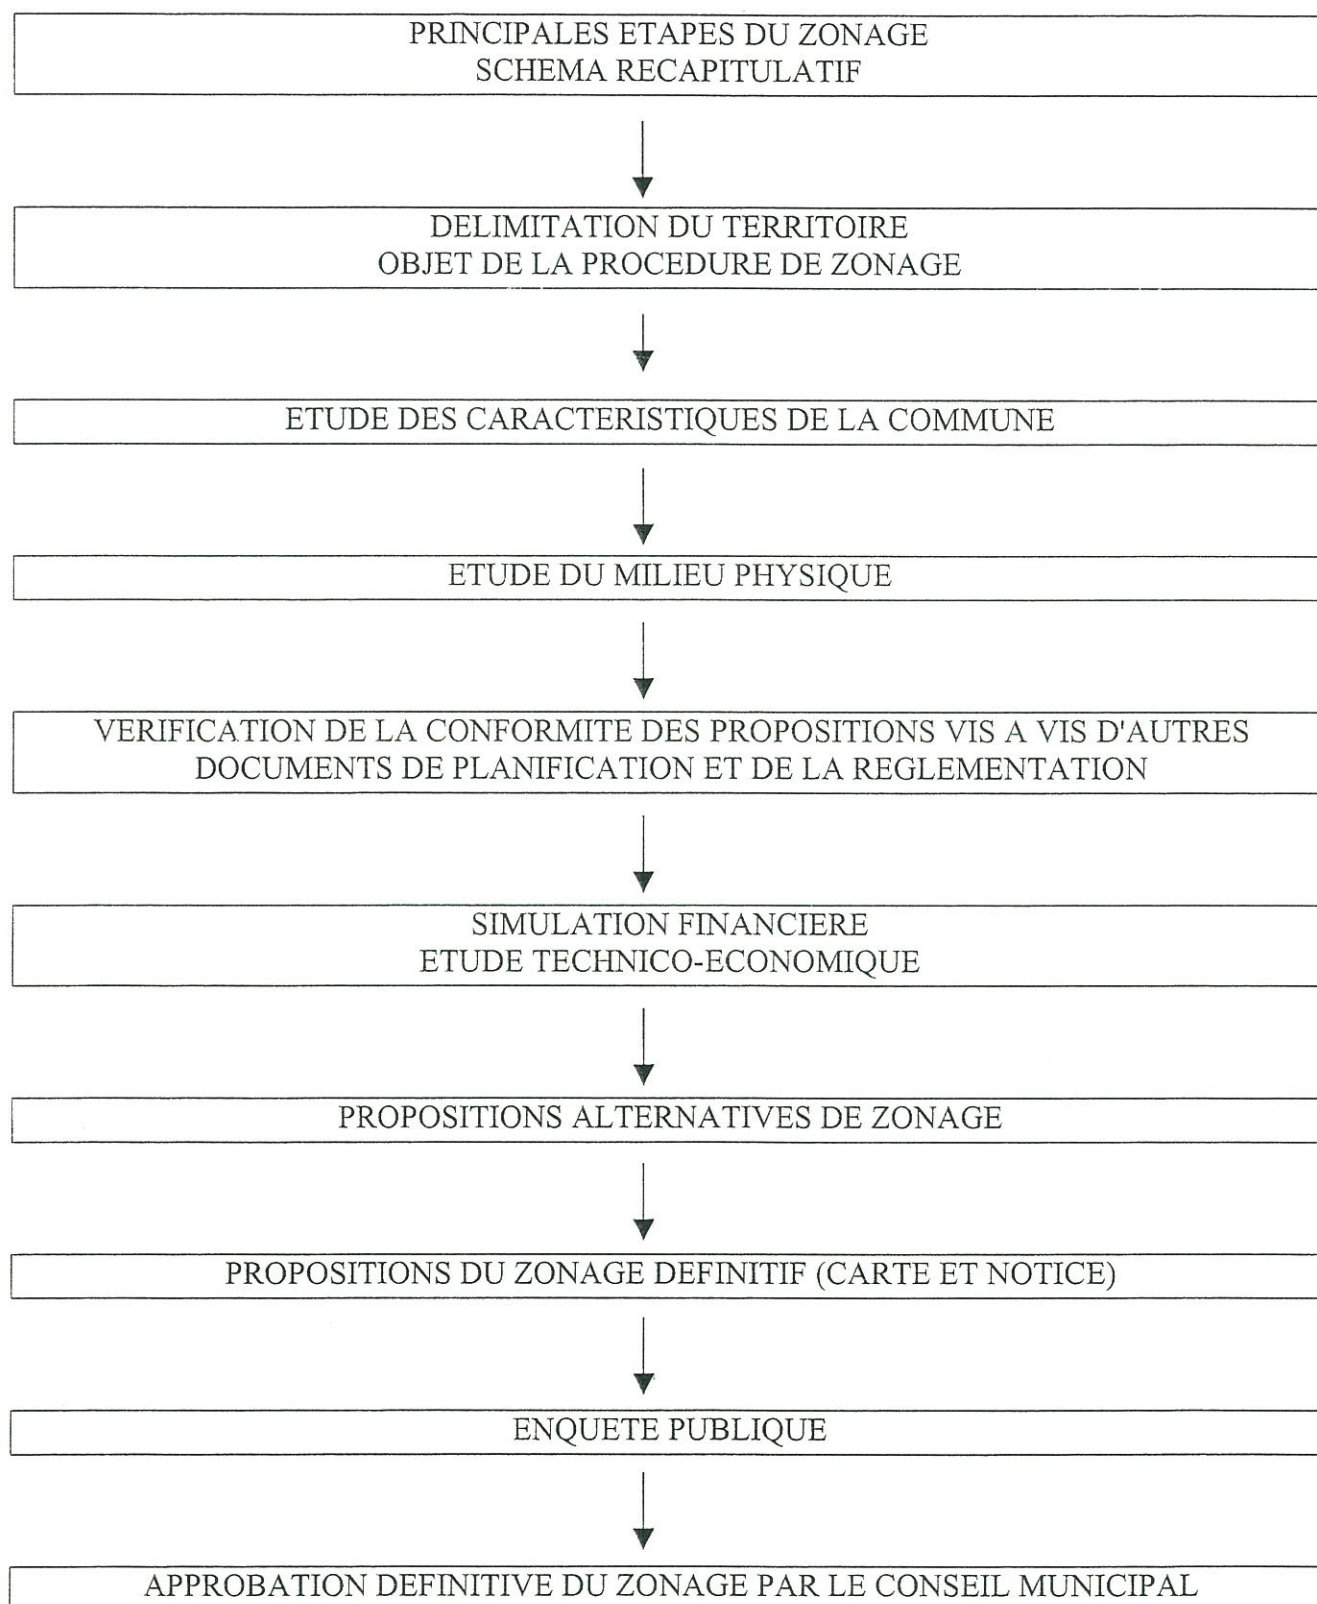 PRINCIPALES ETAPES DU ZONAGE
SCHEMA RECAPITULATIF
DELIMITATION DU TERRITOIRE
OBJET DE LA PROCEDURE DE ZONAGE
ETUDE DES CARACTERISTIQUES DE LA COMMUNE
ETUDE DU MILIEU PHYSIQUE
VERIFICATION DE LA CONFORMITE DES PROPOSITIONS VIS A VIS D'AUTRES
DOCUMENTS DE PLANIFICATION ET DE LA REGLEMENTATION
SIMULATION FINANCIERE
ETUDE TECHNICO-ECONOMIQUE
PROPOSITIONS ALTERNATIVES DE ZONAGE
PROPOSITIONS DU ZONAGE DEFINITIF (CARTE ET NOTICE)
ENQUETE PUBLIQUE
APPROBATION DEFINITIVE DU ZONAGE PAR LE CONSEIL MUNICIPAL